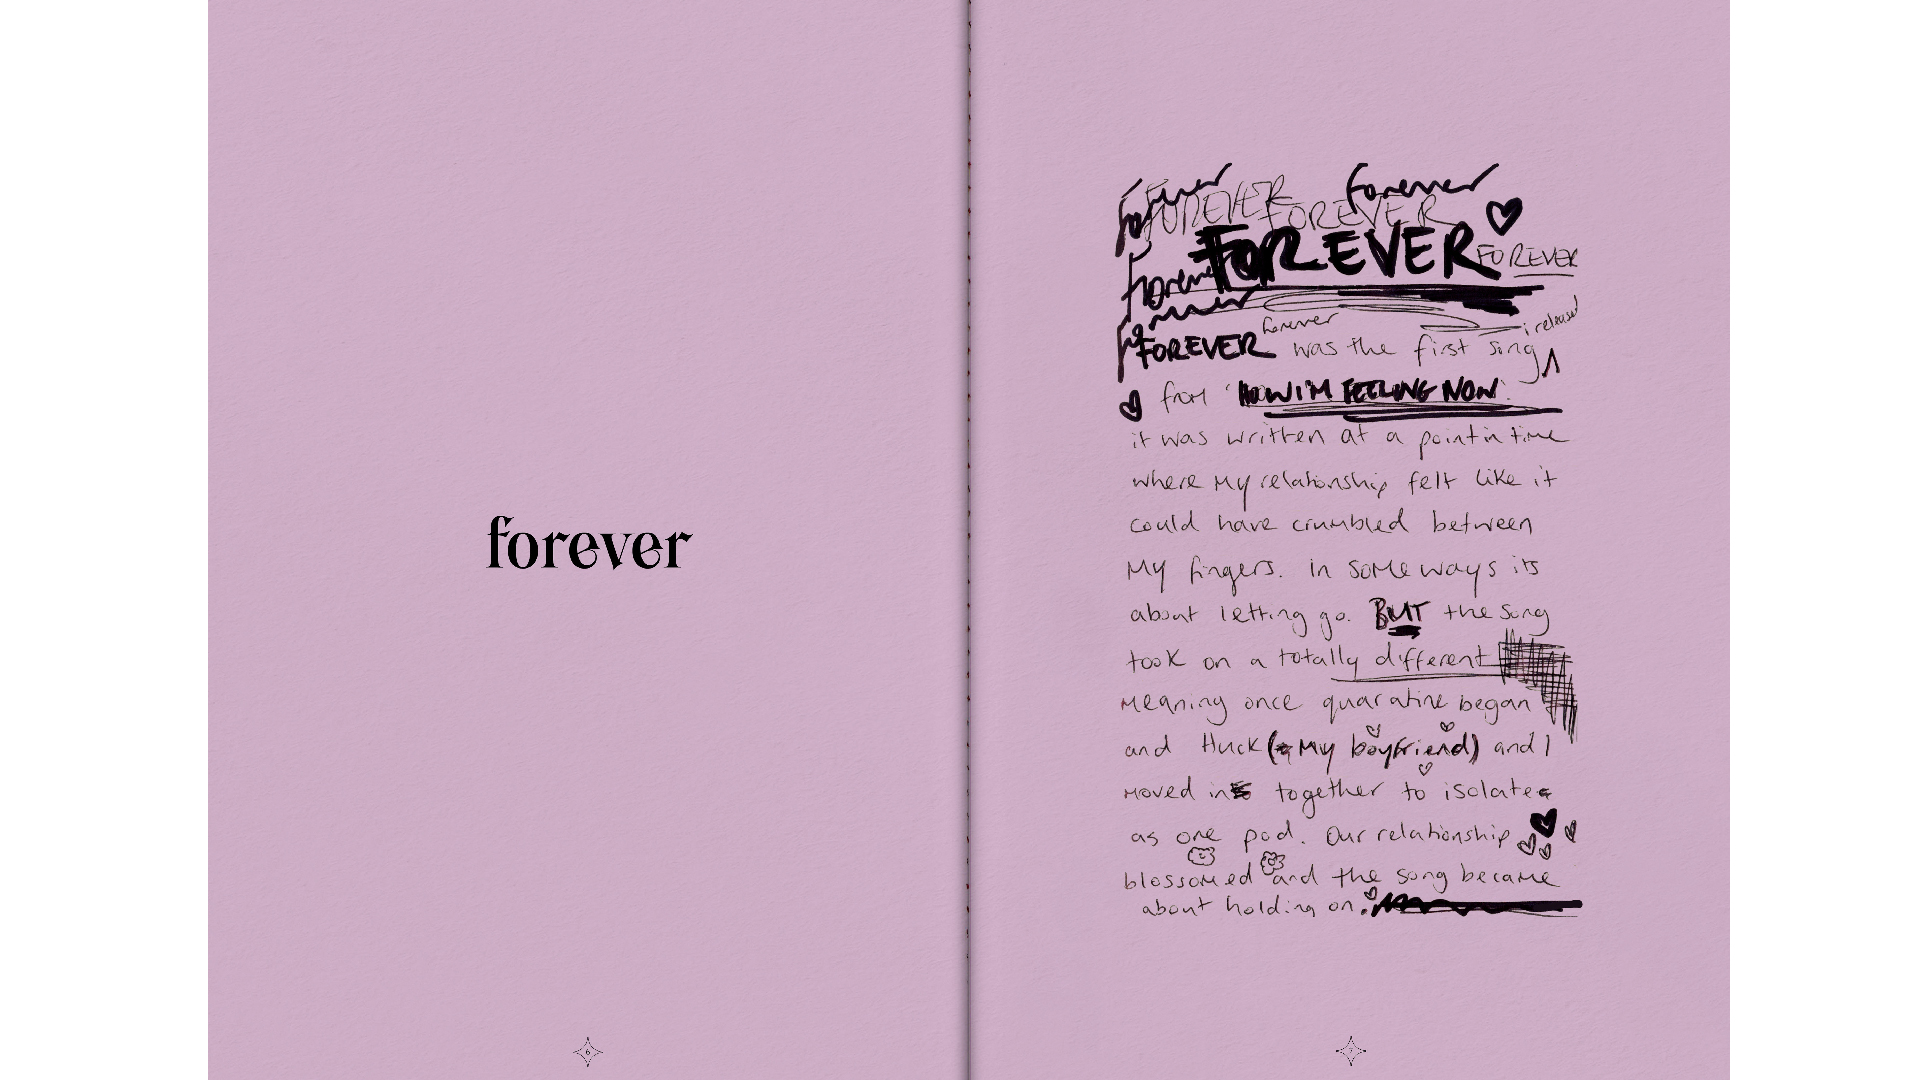 forever
6
forever FOREVER forever
FOREVER
FOREVER FOREVER
forever
forever
forever
FOREVER was the first song i released
from 'HOW I'M FEELING NOW'.
it was written at a point in time
where my relationship felt like it
could have crumbled between
my fingers. in some ways its
about letting go. BUT the song
took on a totally different
meaning once quaratine began
and Huck (my boyfriend) and I
moved in together to isolate
as one pod. Our relationship
blossomed and the song became
about holding on.
7